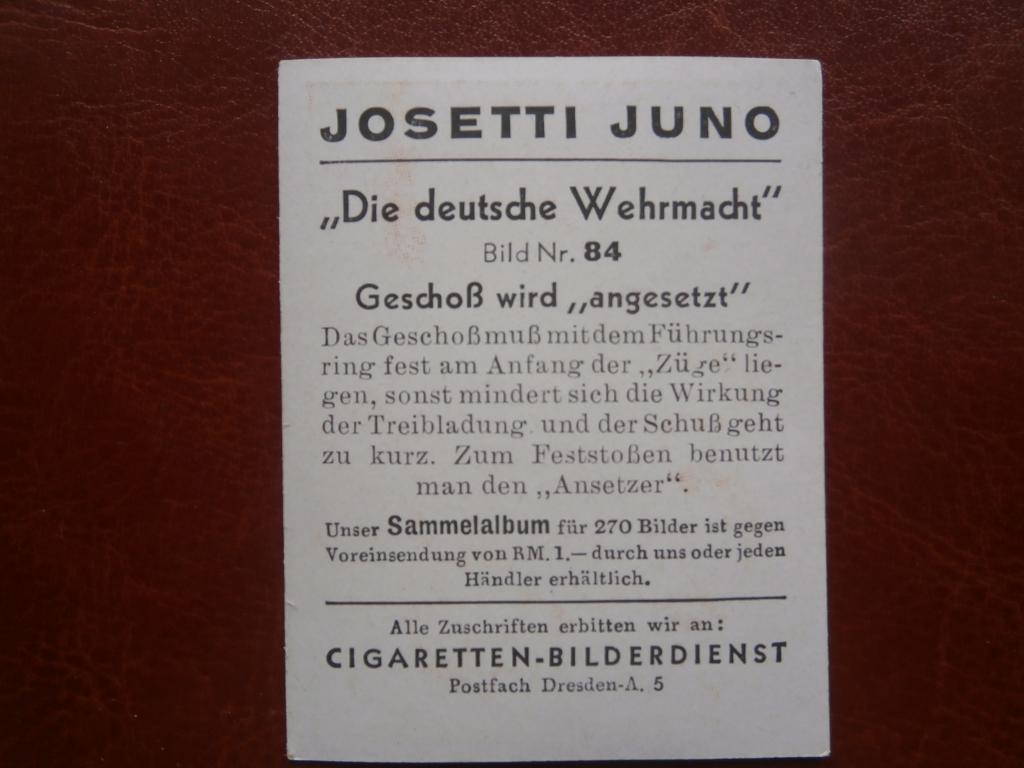 JOSETTI JUNO
„Die deutsche Wehrmacht“
Bild Nr. 84
Geschoß wird „angesetzt“
Das Geschoß muß mit dem Führungs-
ring fest am Anfang der „Züge“ lie-
gen, sonst mindert sich die Wirkung
der Treibladung und der Schuß geht
zu kurz. Zum Feststoßen benutzt
man den „Ansetzer“.
Unser Sammelalbum für 270 Bilder ist gegen
Voreinsendung von RM. 1.— durch uns oder jeden
Händler erhältlich.
Alle Zuschriften erbitten wir an:
CIGARETTEN-BILDERDIENST
Postfach Dresden-A. 5